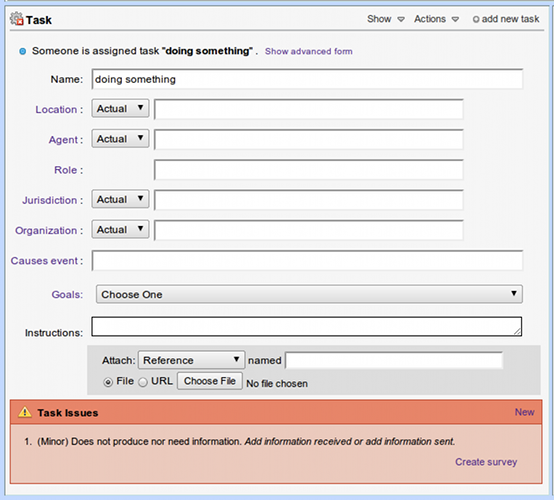 Task Show Actions add new task
Someone is assigned task "doing something" . Show advanced form
Name: doing something
Location : Actual
Agent : Actual
Role :
Jurisdiction : Actual
Organization : Actual
Causes event :
Goals: Choose One
Instructions:
Attach: Reference named
File URL Choose File No file chosen
Task Issues New
1. (Minor) Does not produce nor need information. Add information received or add information sent.
Create survey